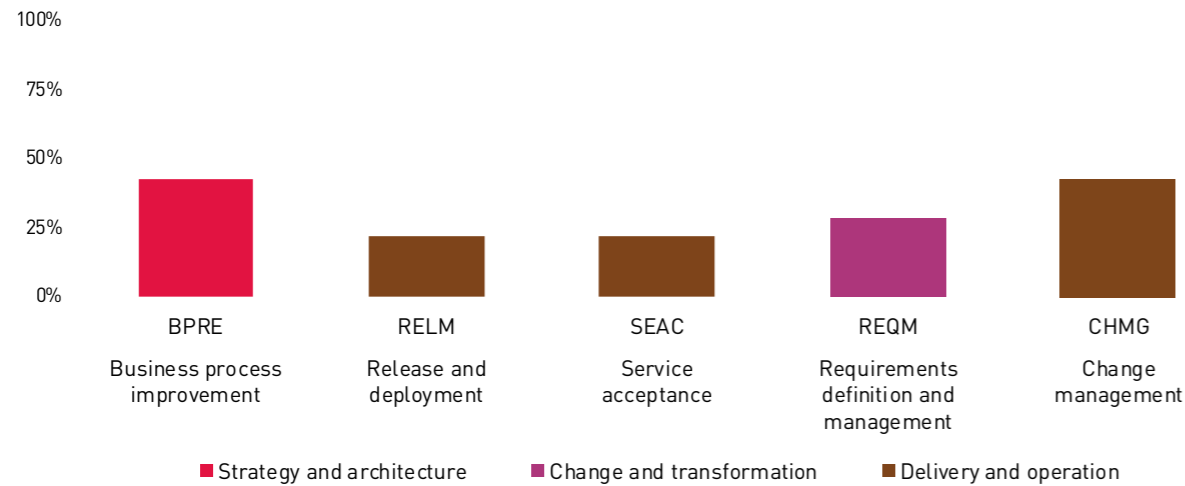 100%
75%
50%
25%
0%
BPRE
RELM
SEAC
REQM
CHMG
Business process
improvement
Release and
deployment
Service
acceptance
Requirements
definition and
management
Change
management
Strategy and architecture
Change and transformation
Delivery and operation